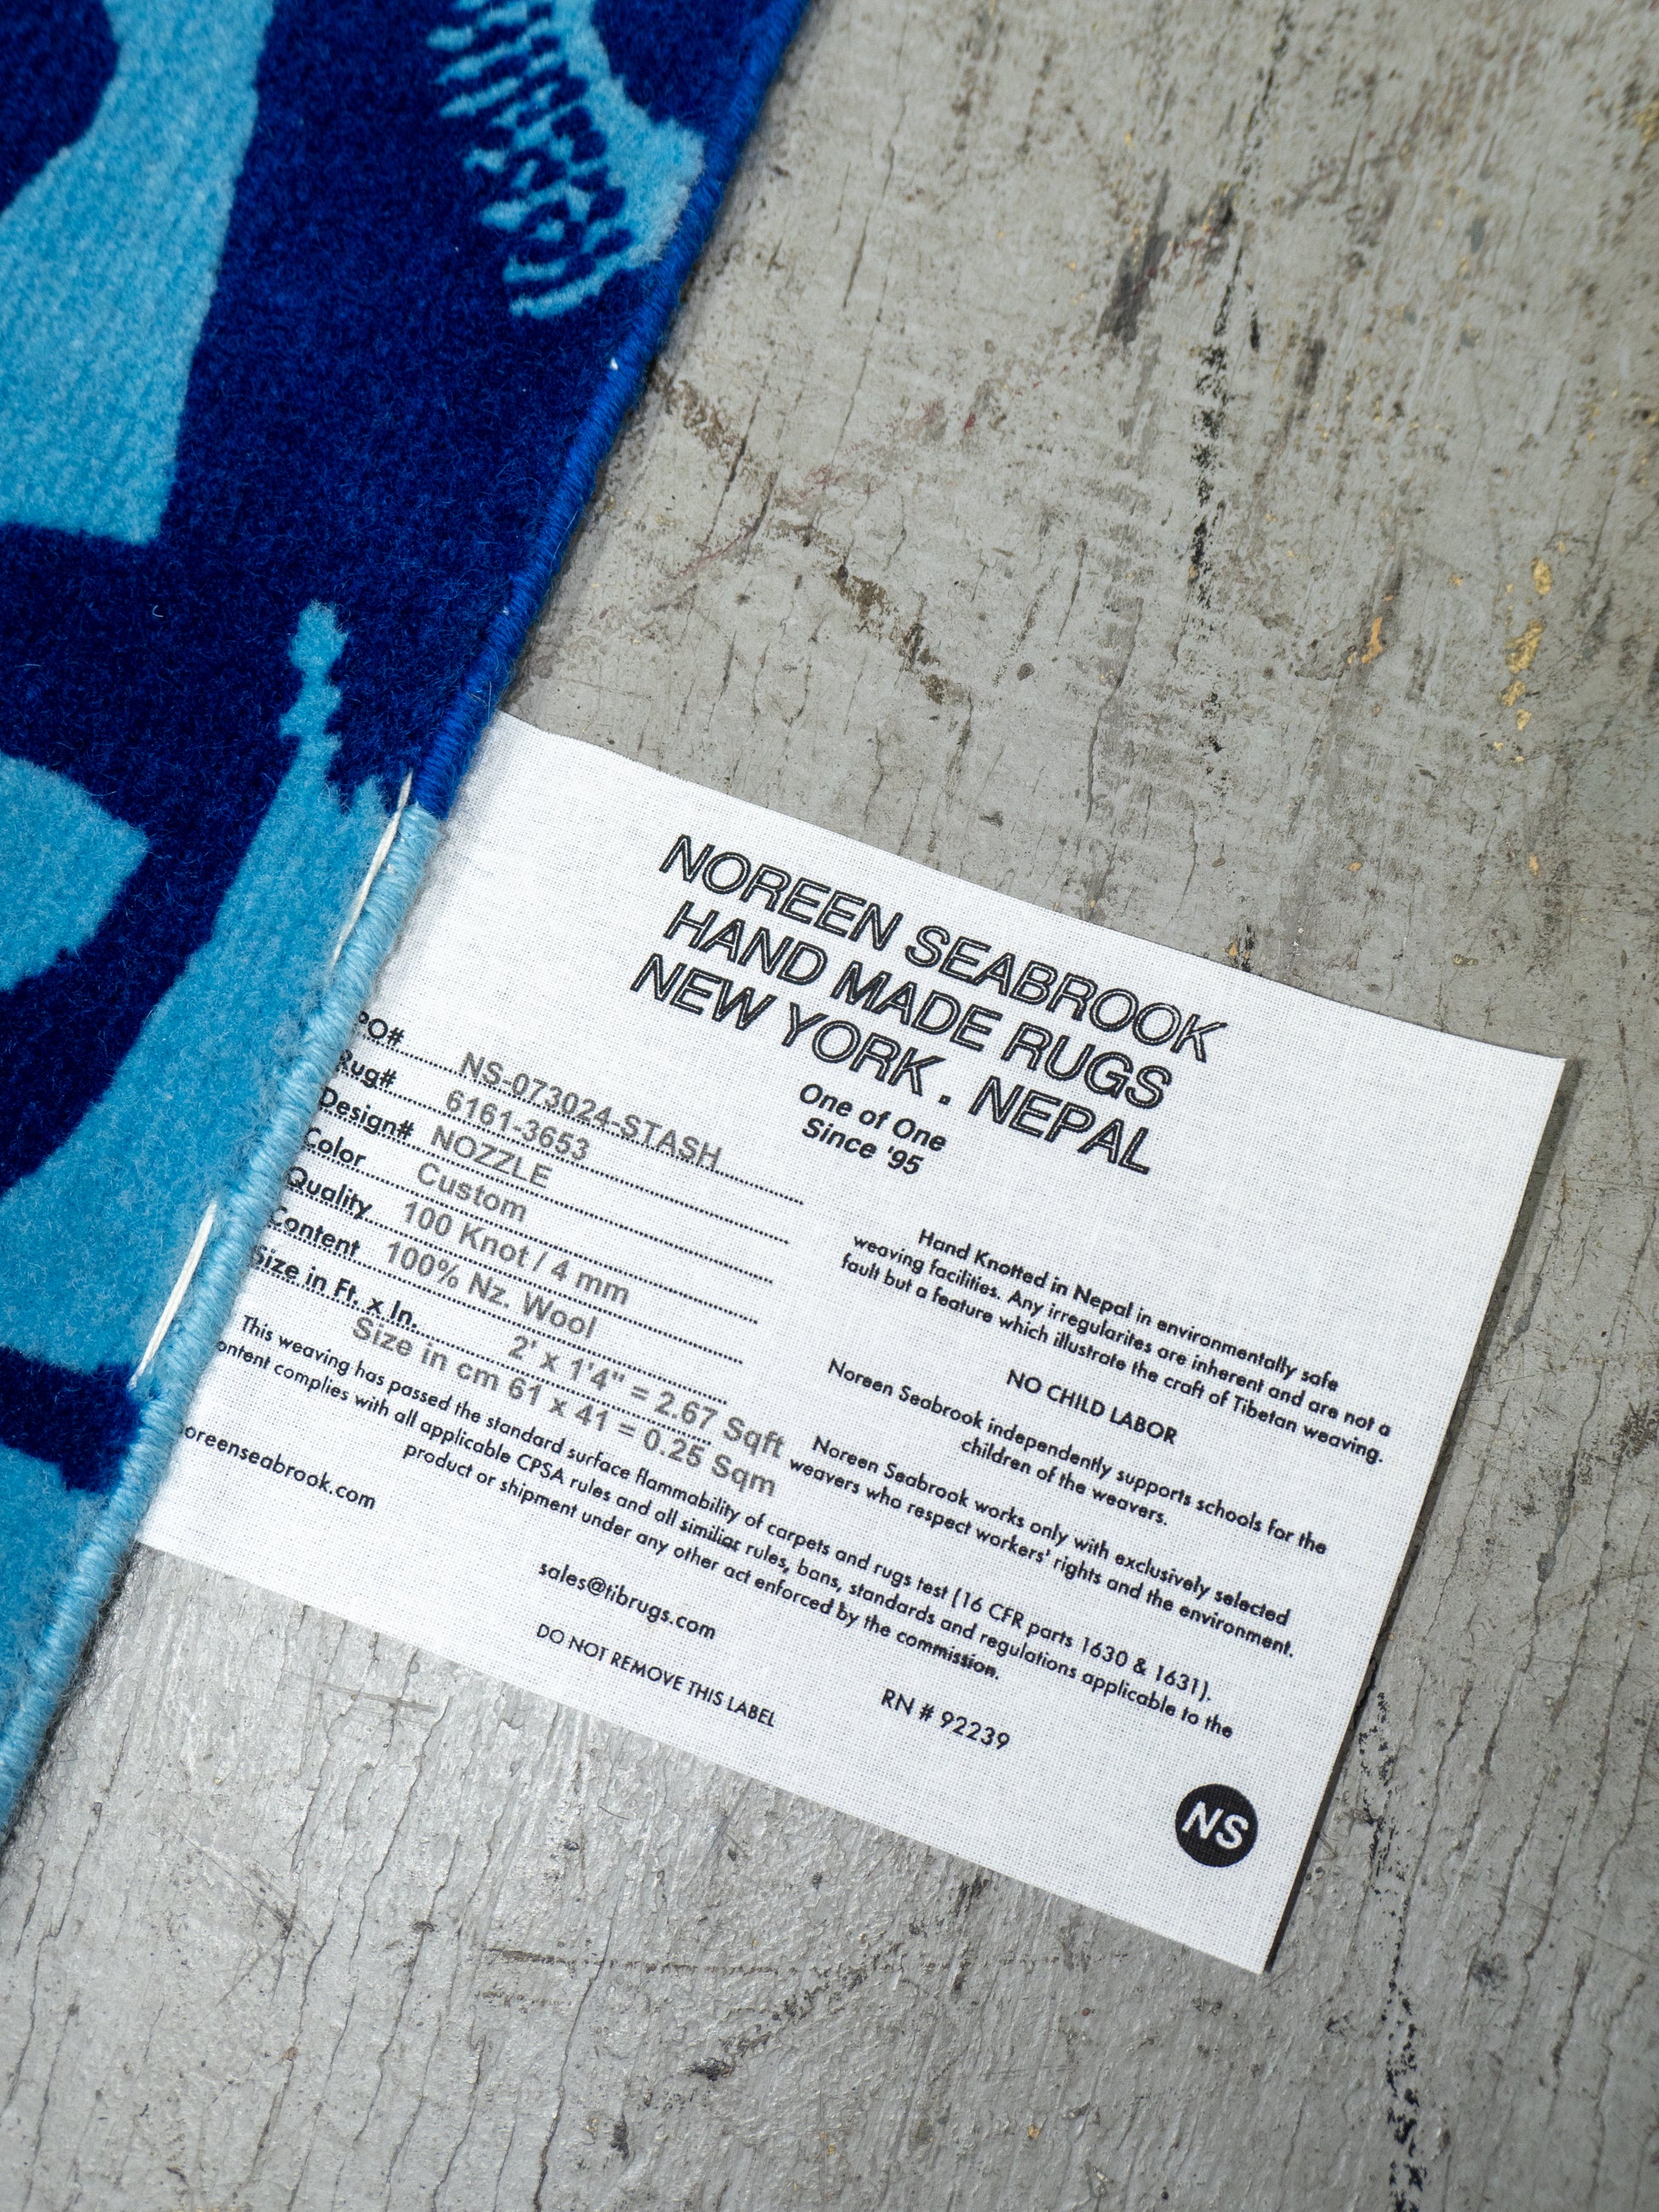 NOREEN SEABROOK
HAND MADE RUGS
NEW YORK . NEPAL
One of One
Since '95
PO# NS-073024-STASH
Rug# 6161-3653
Design# NOZZLE
Color Custom
Quality 100 Knot / 4 mm
Content 100% Nz. Wool
Size in Ft. x In. 2' x 1'4" = 2.67 Sqft
Size in cm 61 x 41 = 0.25 Sqm
Hand Knotted in Nepal in environmentally safe
weaving facilities. Any irregularites are inherent and are not a
fault but a feature which illustrate the craft of Tibetan weaving.
NO CHILD LABOR
Noreen Seabrook independently supports schools for the
children of the weavers.
Noreen Seabrook works only with exclusively selected
weavers who respect workers' rights and the environment.
This weaving has passed the standard surface flammability of carpets and rugs test (16 CFR parts 1630 & 1631).
ontent complies with all applicable CPSA rules and all similiar rules, bans, standards and regulations applicable to the
product or shipment under any other act enforced by the commission.
oreenseabrook.com
sales@tibrugs.com
RN # 92239
DO NOT REMOVE THIS LABEL
NS